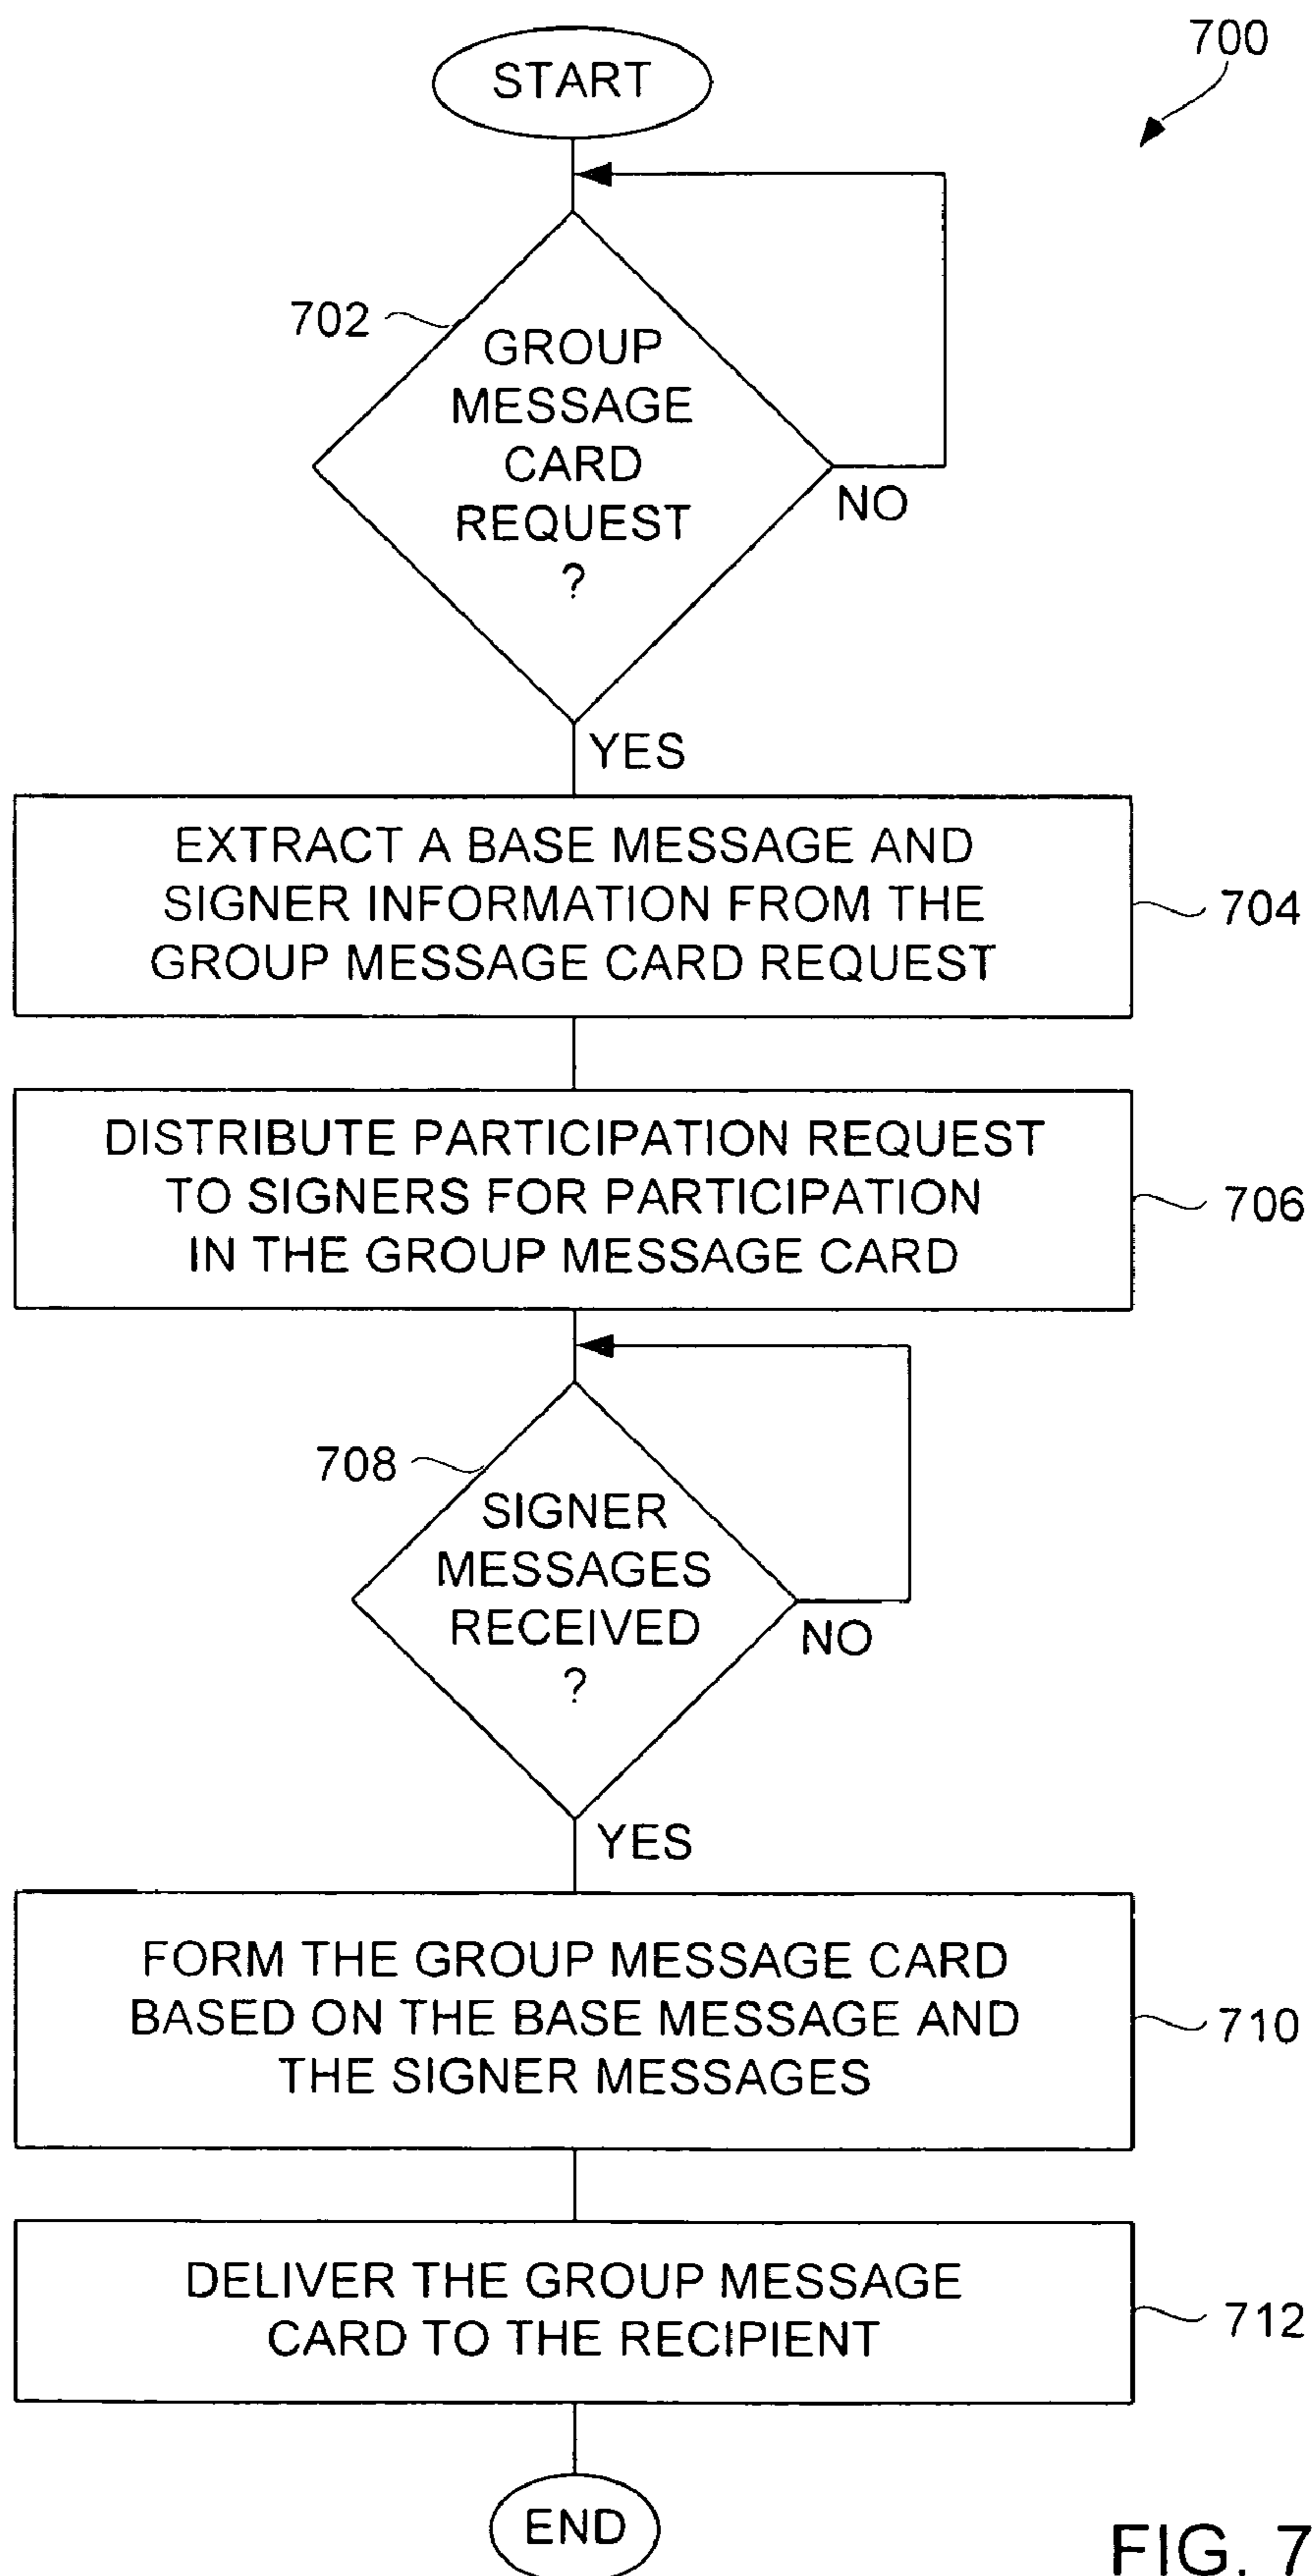 700
START
702
GROUP
MESSAGE
CARD
REQUEST
?
NO
YES
EXTRACT A BASE MESSAGE AND
SIGNER INFORMATION FROM THE
GROUP MESSAGE CARD REQUEST
704
DISTRIBUTE PARTICIPATION REQUEST
TO SIGNERS FOR PARTICIPATION
IN THE GROUP MESSAGE CARD
706
708
SIGNER
MESSAGES
RECEIVED
?
NO
YES
FORM THE GROUP MESSAGE CARD
BASED ON THE BASE MESSAGE AND
THE SIGNER MESSAGES
710
DELIVER THE GROUP MESSAGE
CARD TO THE RECIPIENT
712
END
FIG. 7